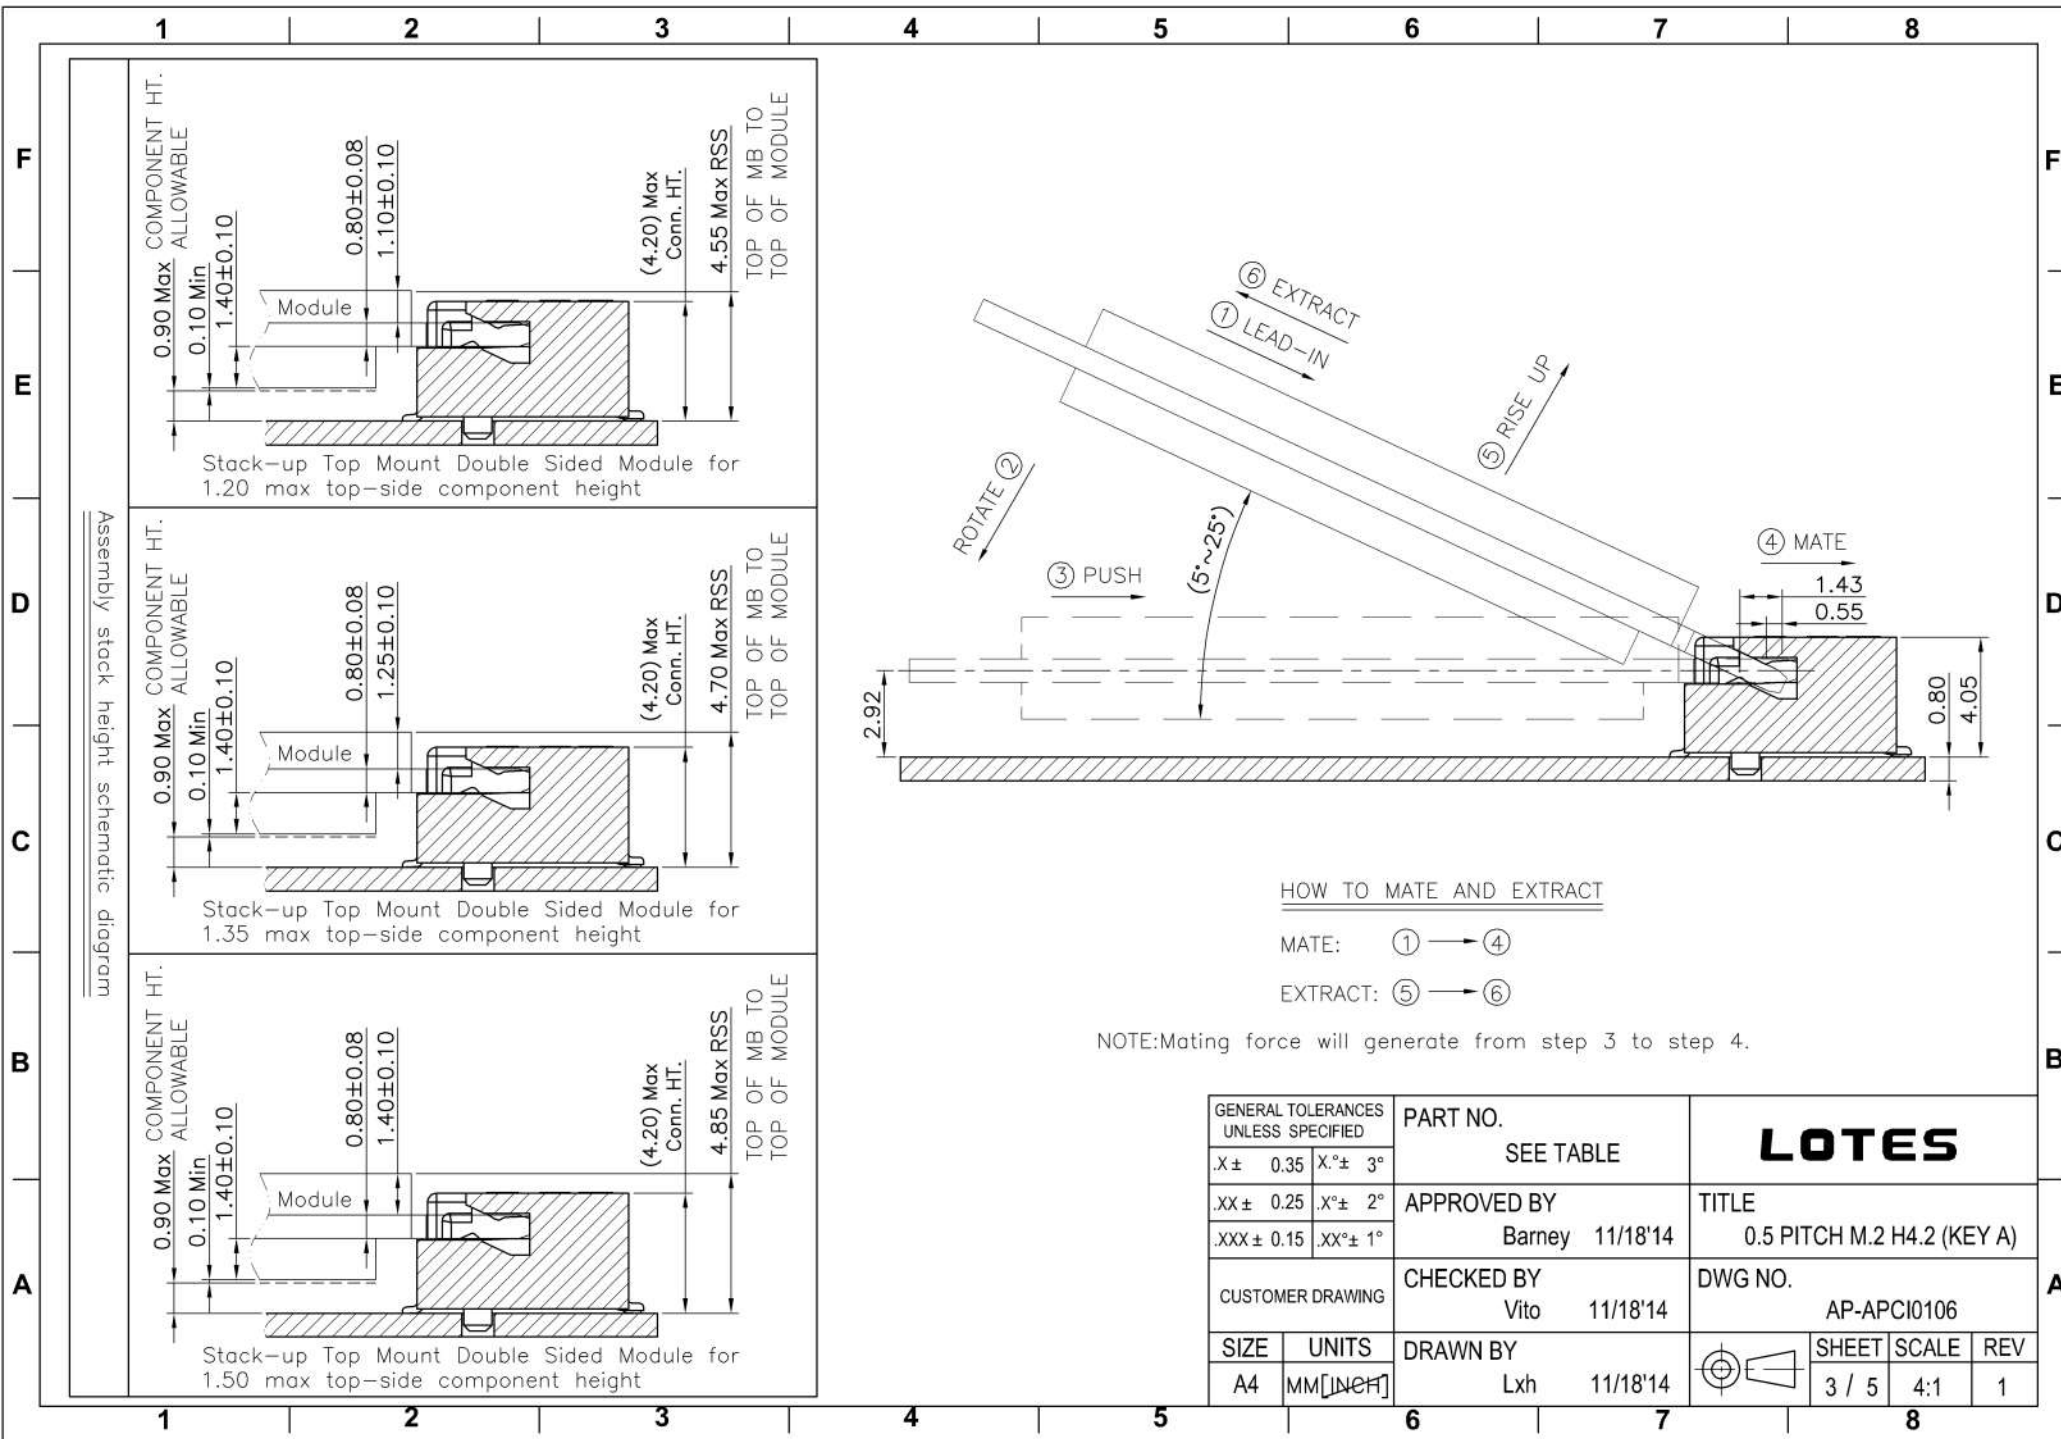 1 2 3 4 5 6 7 8
F
E
D
C
B
A
F
E
D
C
B
A
Assembly stack height schematic diagram
COMPONENT HT.
ALLOWABLE
0.90 Max
0.10 Min
1.40±0.10
0.80±0.08
1.10±0.10
(4.20) Max
Conn. HT.
4.55 Max RSS
TOP OF MB TO
TOP OF MODULE
Module
Stack-up Top Mount Double Sided Module for
1.20 max top-side component height
COMPONENT HT.
ALLOWABLE
0.90 Max
0.10 Min
1.40±0.10
0.80±0.08
1.25±0.10
(4.20) Max
Conn. HT.
4.70 Max RSS
TOP OF MB TO
TOP OF MODULE
Module
Stack-up Top Mount Double Sided Module for
1.35 max top-side component height
COMPONENT HT.
ALLOWABLE
0.90 Max
0.10 Min
1.40±0.10
0.80±0.08
1.40±0.10
(4.20) Max
Conn. HT.
4.85 Max RSS
TOP OF MB TO
TOP OF MODULE
Module
Stack-up Top Mount Double Sided Module for
1.50 max top-side component height
⑥ EXTRACT
① LEAD-IN
⑤ RISE UP
ROTATE ②
③ PUSH
(5°~25°)
④ MATE
1.43
0.55
2.92
0.80
4.05
HOW TO MATE AND EXTRACT
MATE: ① → ④
EXTRACT: ⑤ → ⑥
NOTE:Mating force will generate from step 3 to step 4.
GENERAL TOLERANCES
UNLESS SPECIFIED
.X ± 0.35 X.°± 3°
.XX ± 0.25 .X°± 2°
.XXX ± 0.15 .XX°± 1°
CUSTOMER DRAWING
SIZE UNITS
A4 MM[INCH]
PART NO.
SEE TABLE
APPROVED BY
Barney 11/18'14
CHECKED BY
Vito 11/18'14
DRAWN BY
Lxh 11/18'14
LOTES
TITLE
0.5 PITCH M.2 H4.2 (KEY A)
DWG NO.
AP-APCI0106
SHEET SCALE REV
3 / 5 4:1 1
1 2 3 4 5 6 7 8